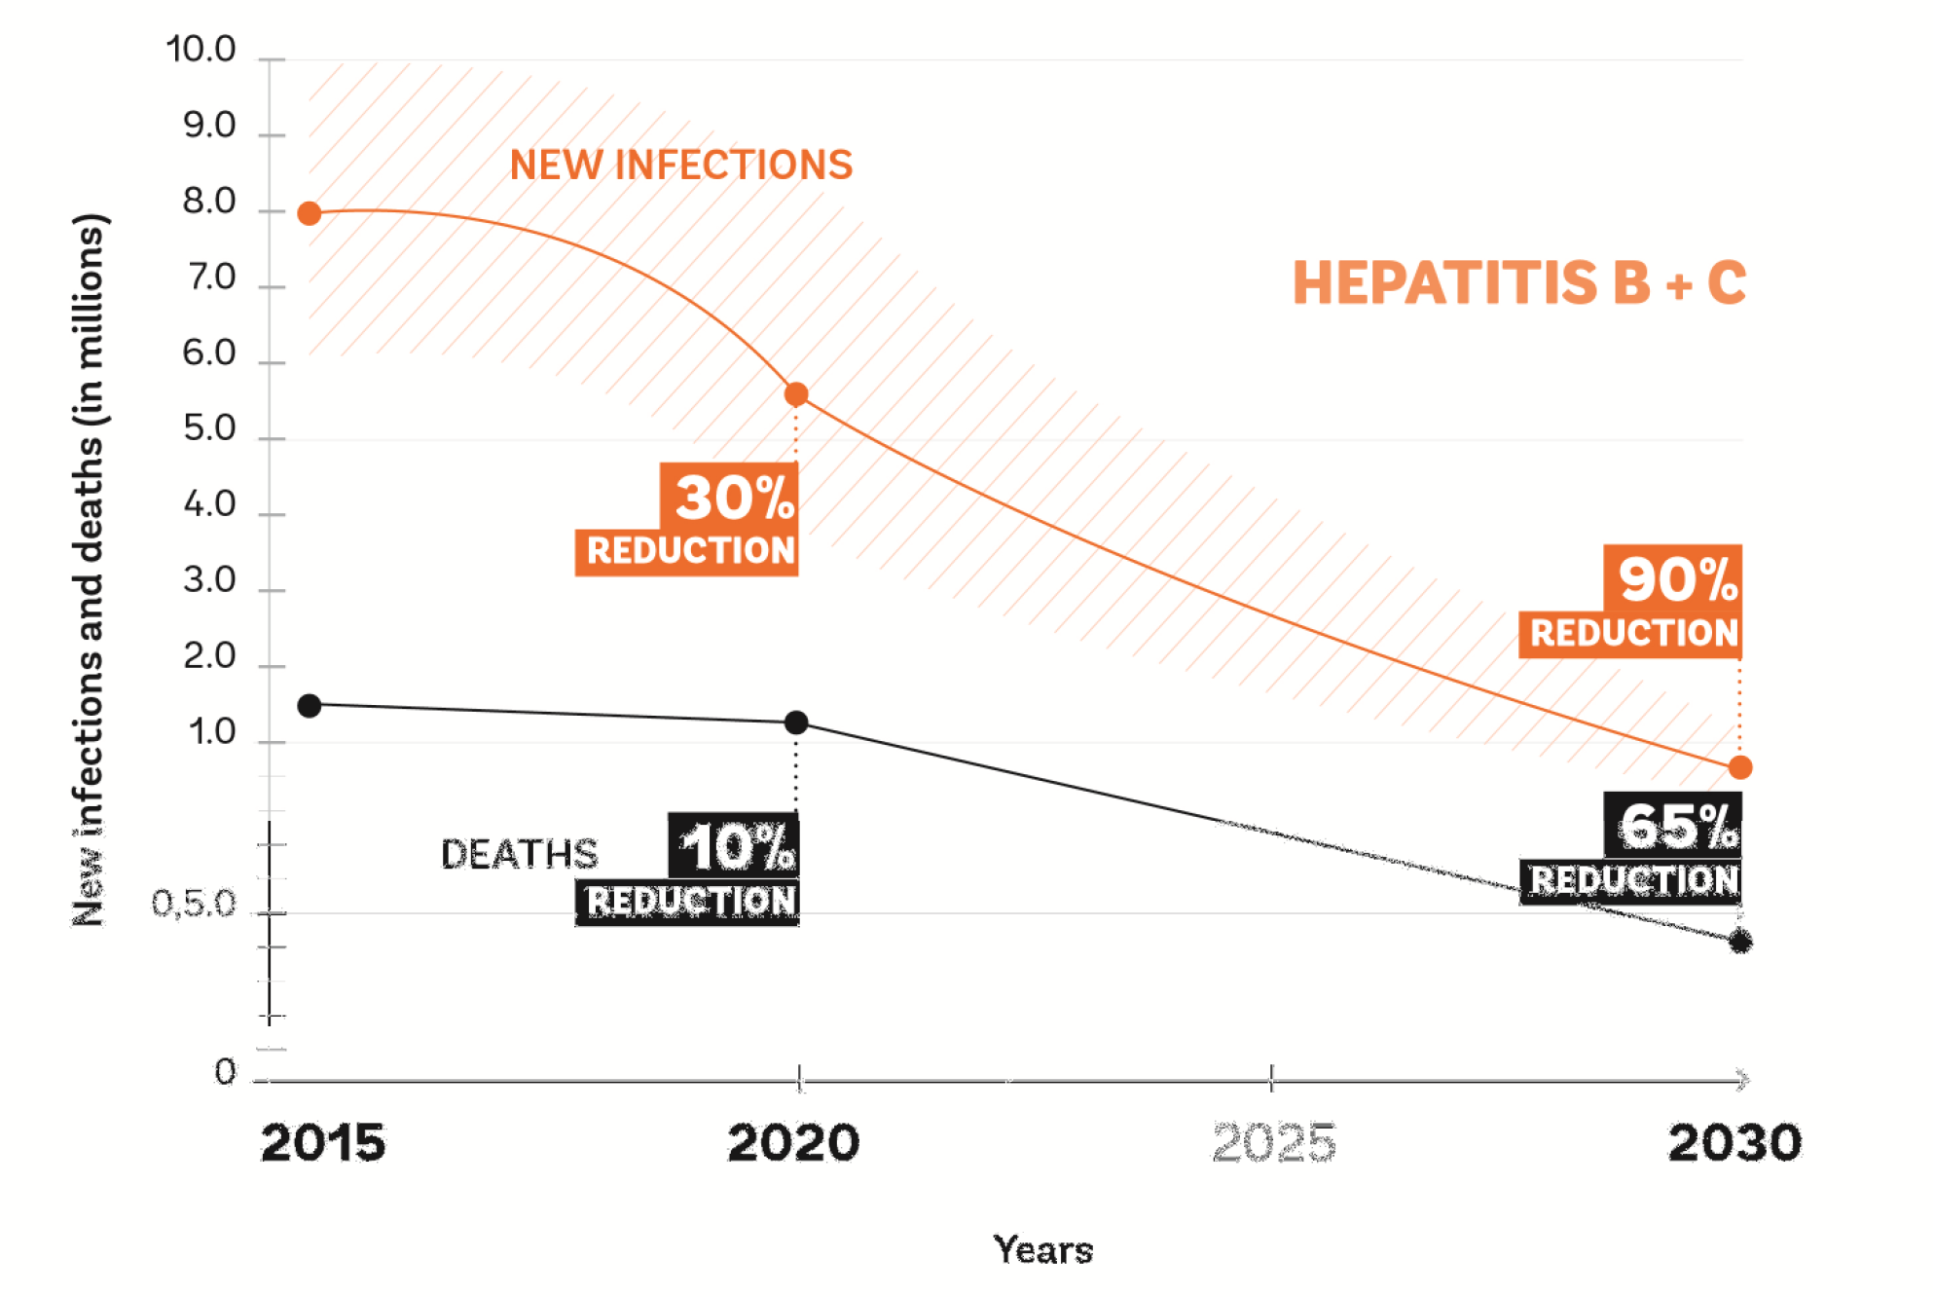 New infections and deaths (in millions)
10.0
9.0
8.0
7.0
6.0
5.0
4.0
3.0
2.0
1.0
0,5.0
0
NEW INFECTIONS
HEPATITIS B + C
30%
REDUCTION
90%
REDUCTION
DEATHS
10%
REDUCTION
65%
REDUCTION
2015
2020
2025
2030
Years